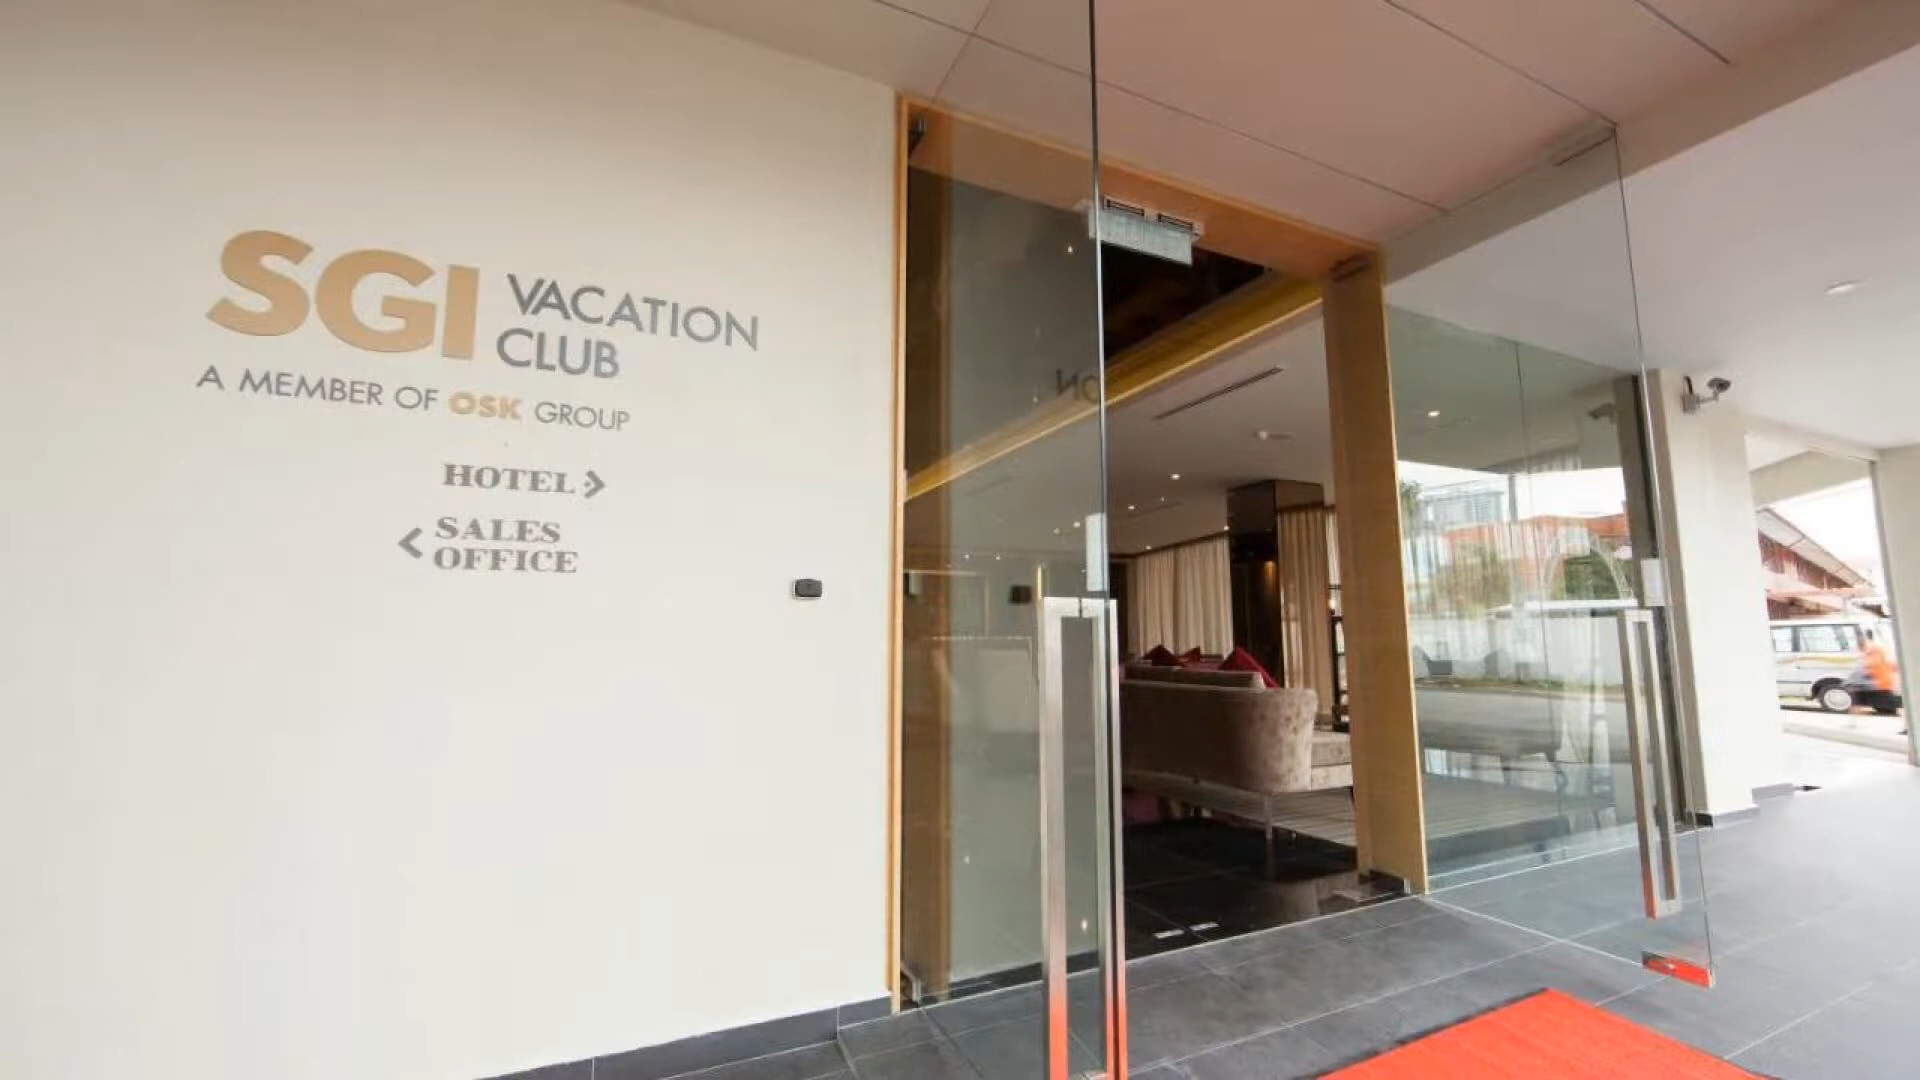 SGI VACATION
CLUB
A MEMBER OF OSK GROUP
HOTEL >
< SALES
OFFICE